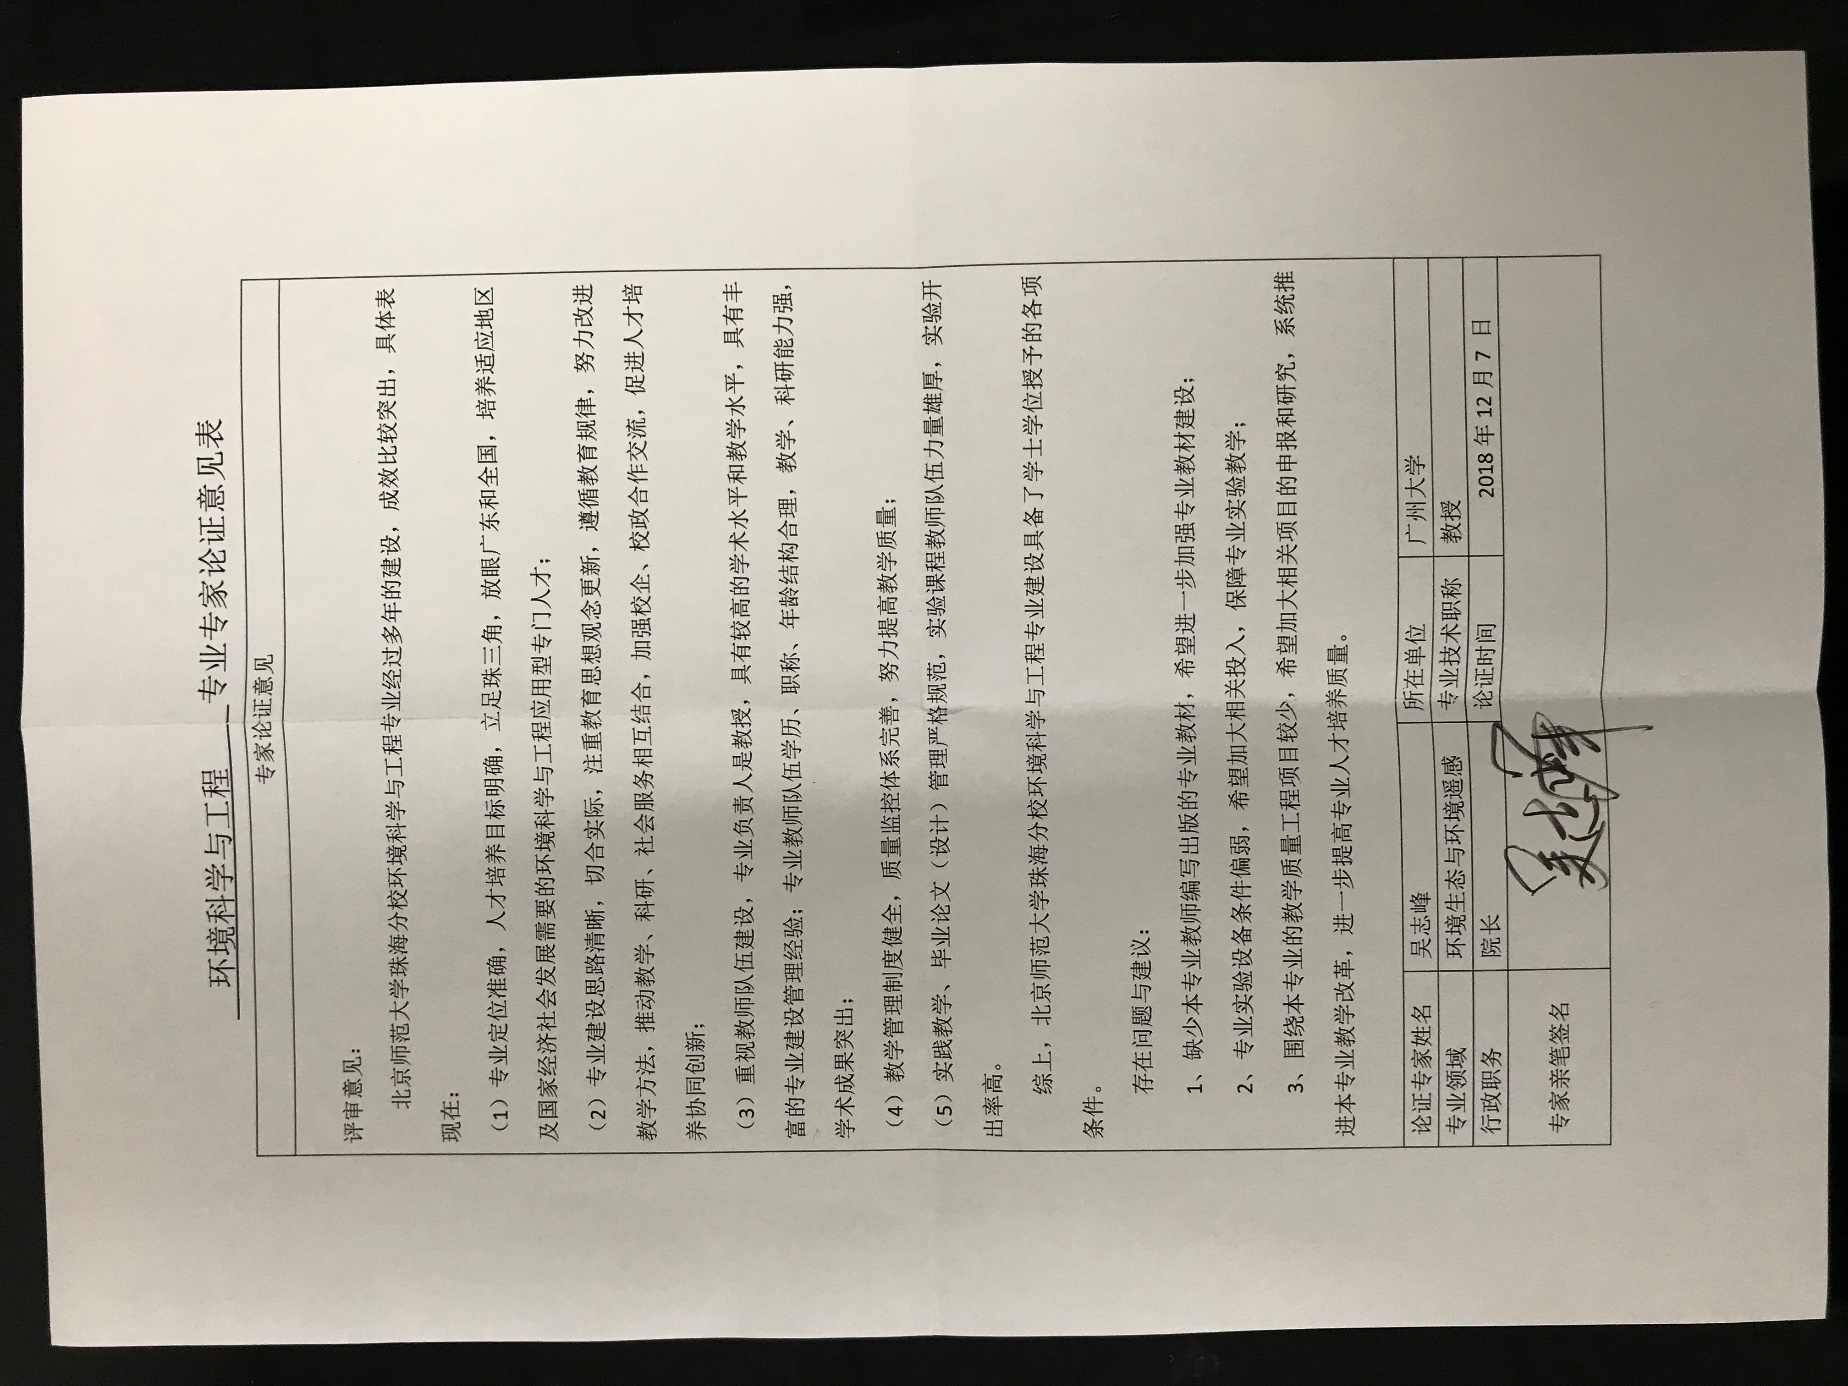 环境科学与工程 专业专家论证意见表
专家论证意见
评审意见：
北京师范大学珠海分校环境科学与工程专业经过多年的建设，成效比较突出，具体表
现在：
（1）专业定位准确，人才培养目标明确，立足珠三角，放眼广东和全国，培养适应地区
及国家经济社会发展需要的环境科学与工程应用型专门人才；
（2）专业建设思路清晰，切合实际，注重教育思想观念更新，遵循教育规律，努力改进
教学方法，推动教学、科研、社会服务相互结合，加强校企、校政合作交流，促进人才培
养协同创新；
（3）重视教师队伍建设，专业负责人是教授，具有较高的学术水平和教学水平，具有丰
富的专业建设管理经验；专业教师队伍学历、职称、年龄结构合理，教学、科研能力强，
学术成果突出；
（4）教学管理制度健全，质量监控体系完善，努力提高教学质量；
（5）实践教学、毕业论文（设计）管理严格规范，实验课程教师队伍力量雄厚，实验开
出率高。
综上，北京师范大学珠海分校环境科学与工程专业建设具备了学士学位授予的各项
条件。
存在问题与建议：
1、缺少本专业教师编写出版的专业教材，希望进一步加强专业教材建设；
2、专业实验设备条件偏弱，希望加大相关投入，保障专业实验教学；
3、围绕本专业的教学质量工程项目较少，希望加大相关项目的申报和研究，系统推
进本专业教学改革，进一步提高专业人才培养质量。
论证专家姓名 吴志峰 所在单位 广州大学
专业领域 环境生态与环境遥感 专业技术职称 教授
行政职务 院长 论证时间 2018 年 12 月 7 日
专家亲笔签名 吴志峰